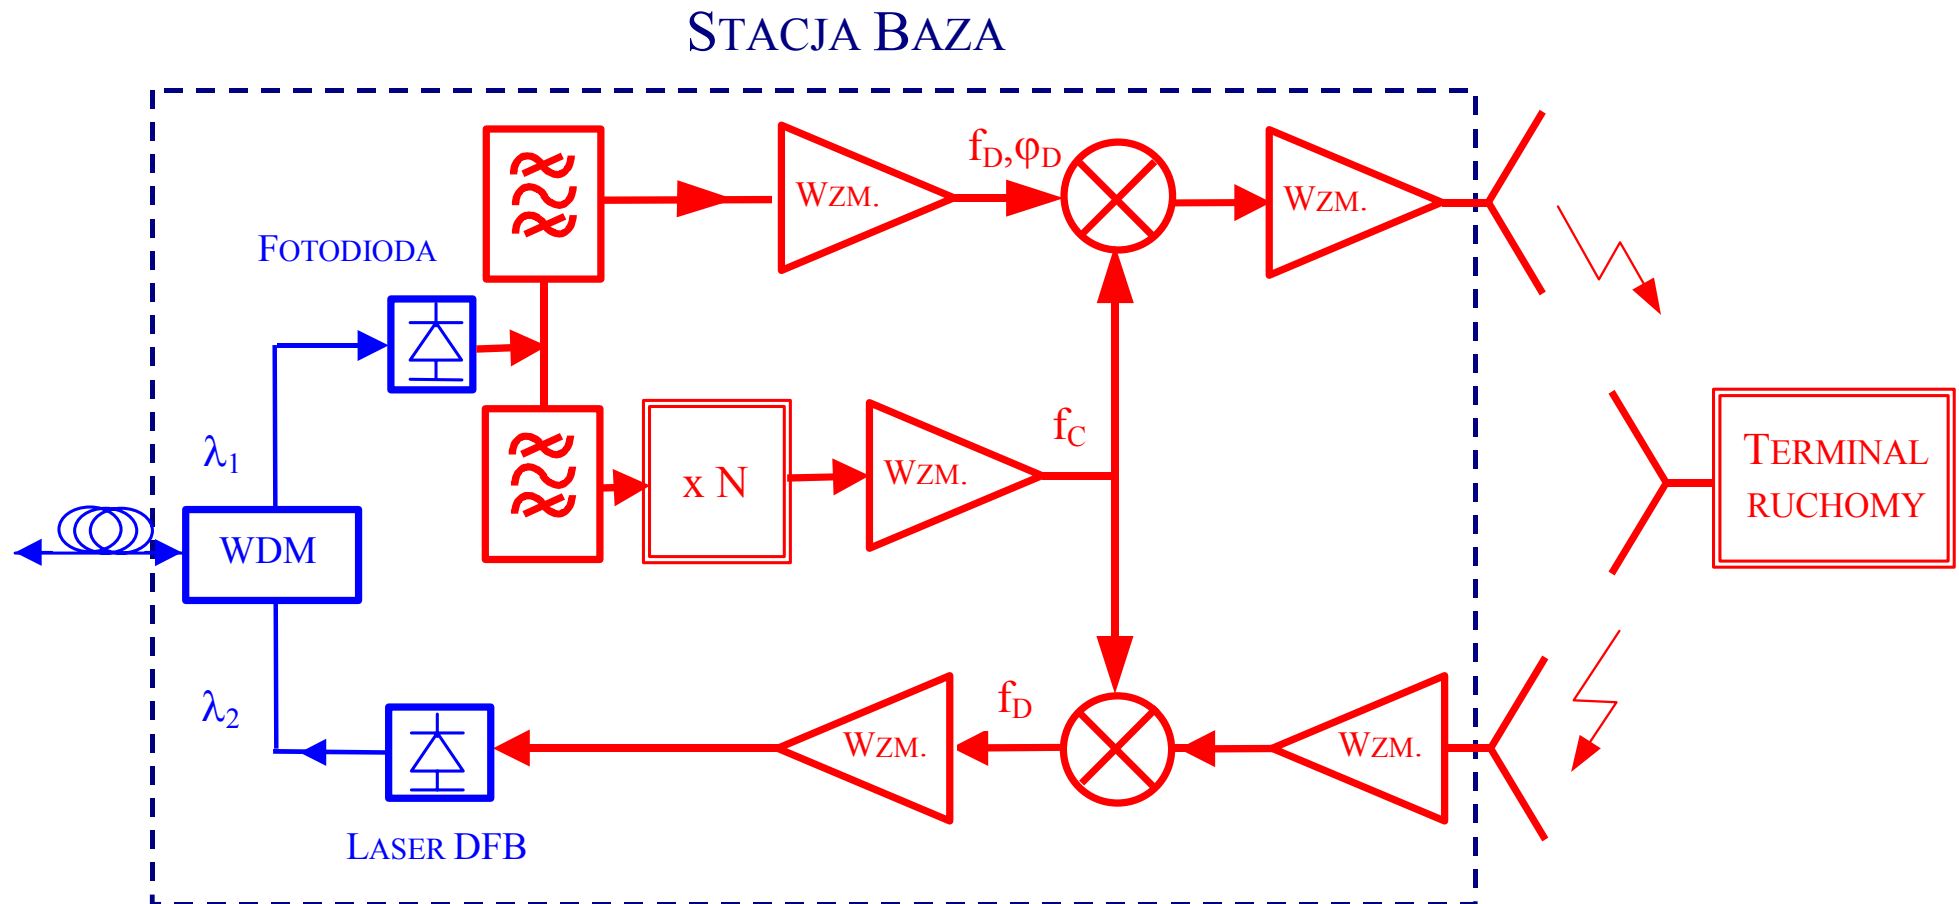 STACJA BAZA
fD,φD
WZM.
WZM.
FOTODIODA
fC
λ1
TERMINAL
RUCHOMY
x N
WZM.
WDM
λ2
fD
WZM.
WZM.
LASER DFB